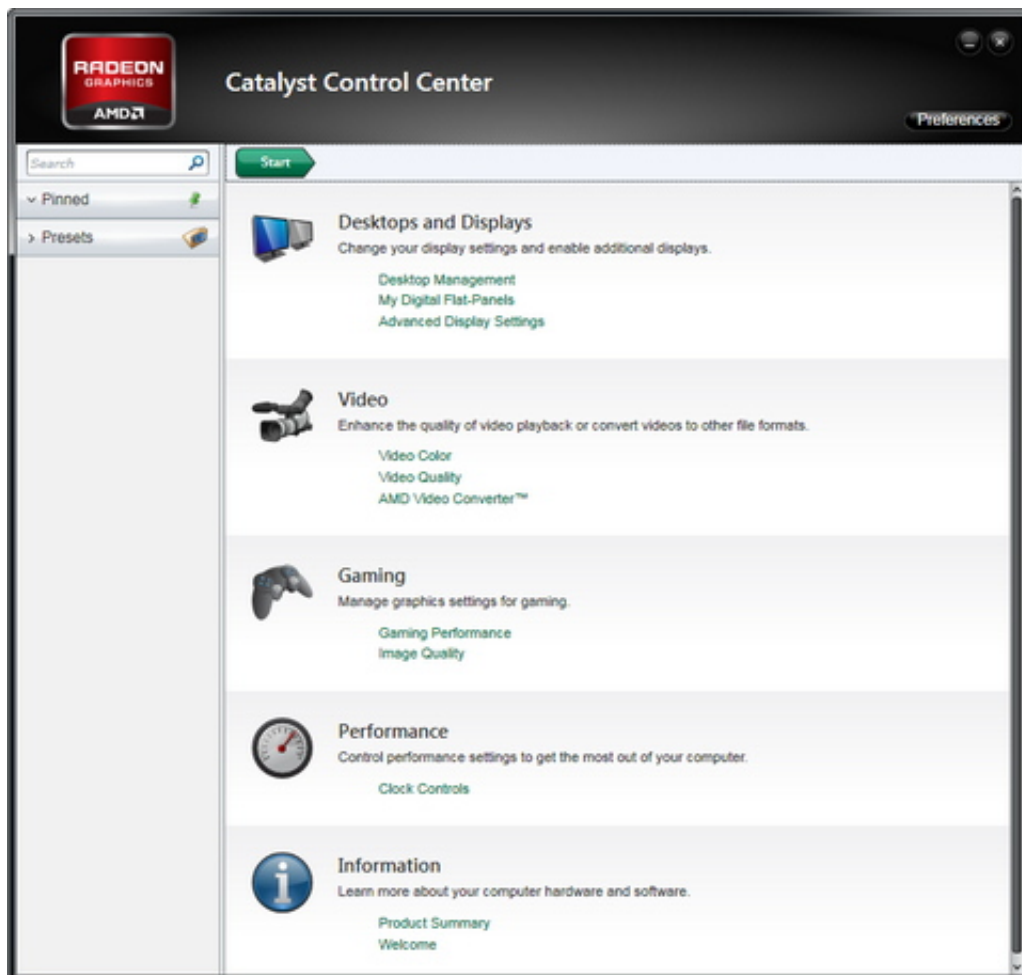 RADEON
GRAPHICS
AMD
Catalyst Control Center
Preferences
Search
Pinned
Presets
Start
Desktops and Displays
Change your display settings and enable additional displays.
Desktop Management
My Digital Flat-Panels
Advanced Display Settings
Video
Enhance the quality of video playback or convert videos to other file formats.
Video Color
Video Quality
AMD Video Converter™
Gaming
Manage graphics settings for gaming.
Gaming Performance
Image Quality
Performance
Control performance settings to get the most out of your computer.
Clock Controls
Information
Learn more about your computer hardware and software.
Product Summary
Welcome